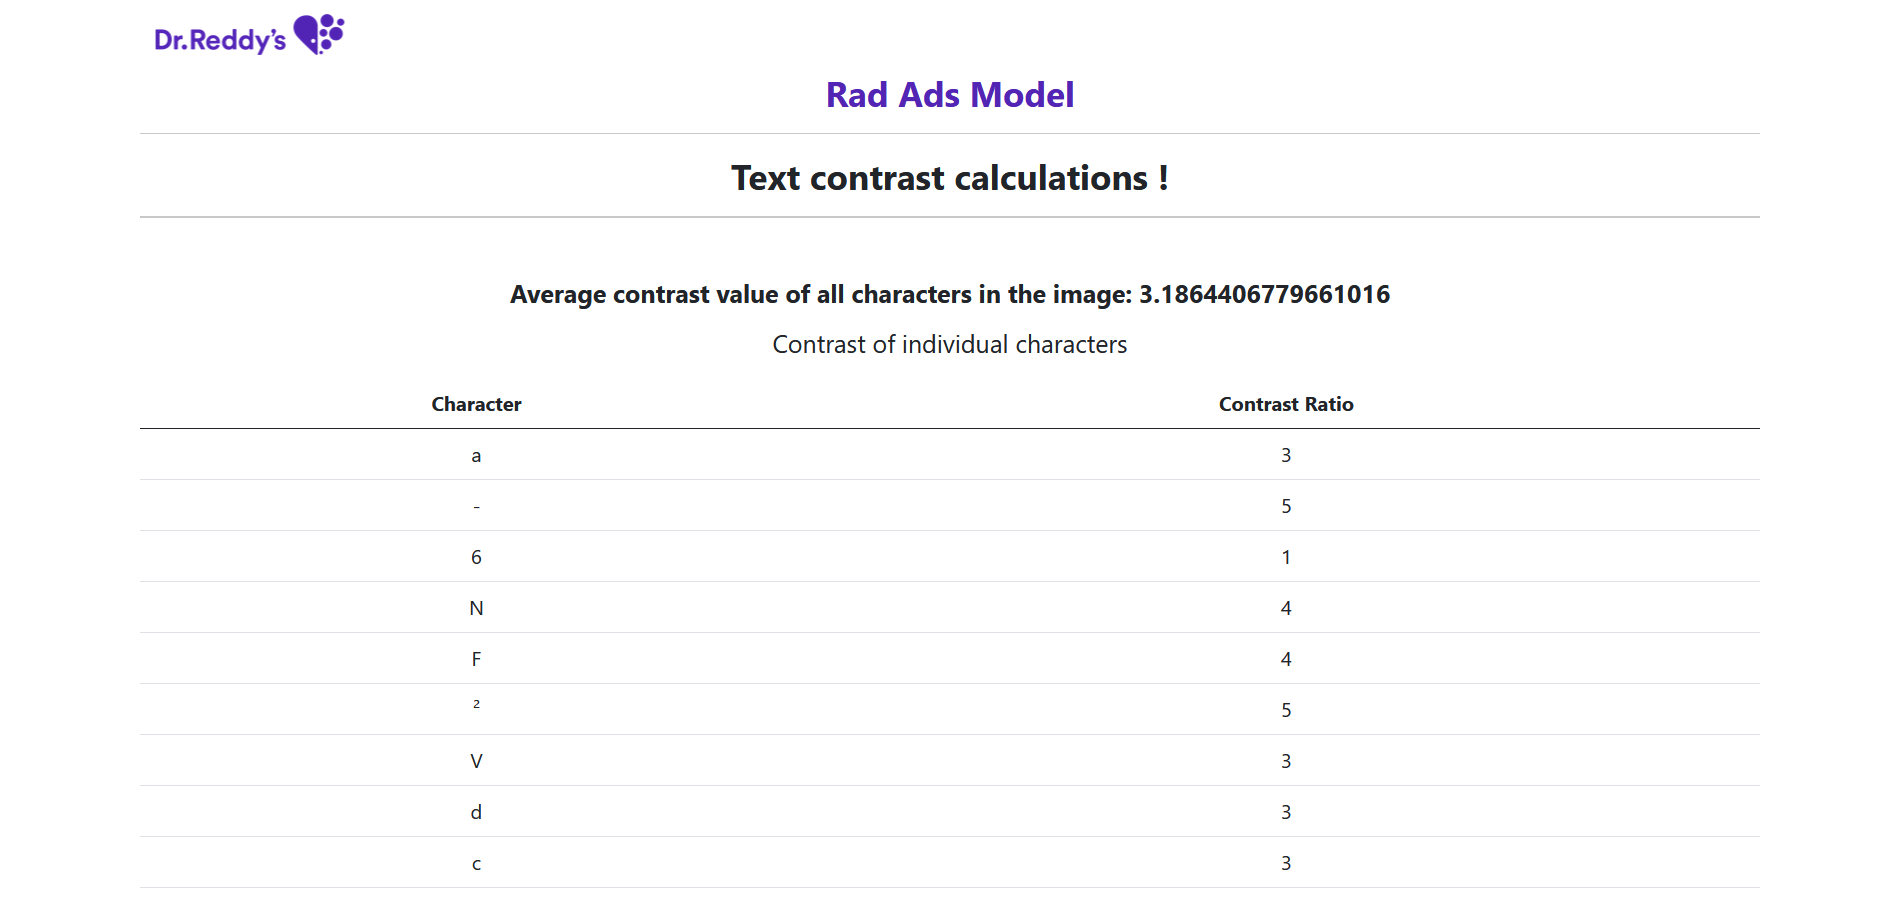 Dr.Reddy's
Rad Ads Model
Text contrast calculations !
Average contrast value of all characters in the image: 3.1864406779661016
Contrast of individual characters
Character Contrast Ratio
a 3
- 5
6 1
N 4
F 4
² 5
V 3
d 3
c 3